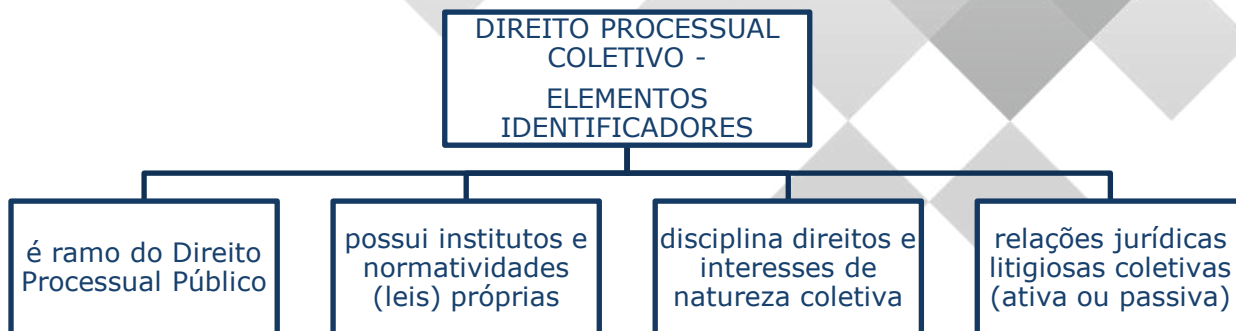 DIREITO PROCESSUAL
COLETIVO -
ELEMENTOS
IDENTIFICADORES
é ramo do Direito
Processual Público
possui institutos e
normatividades
(leis) próprias
disciplina direitos e
interesses de
natureza coletiva
relações jurídicas
litigiosas coletivas
(ativa ou passiva)